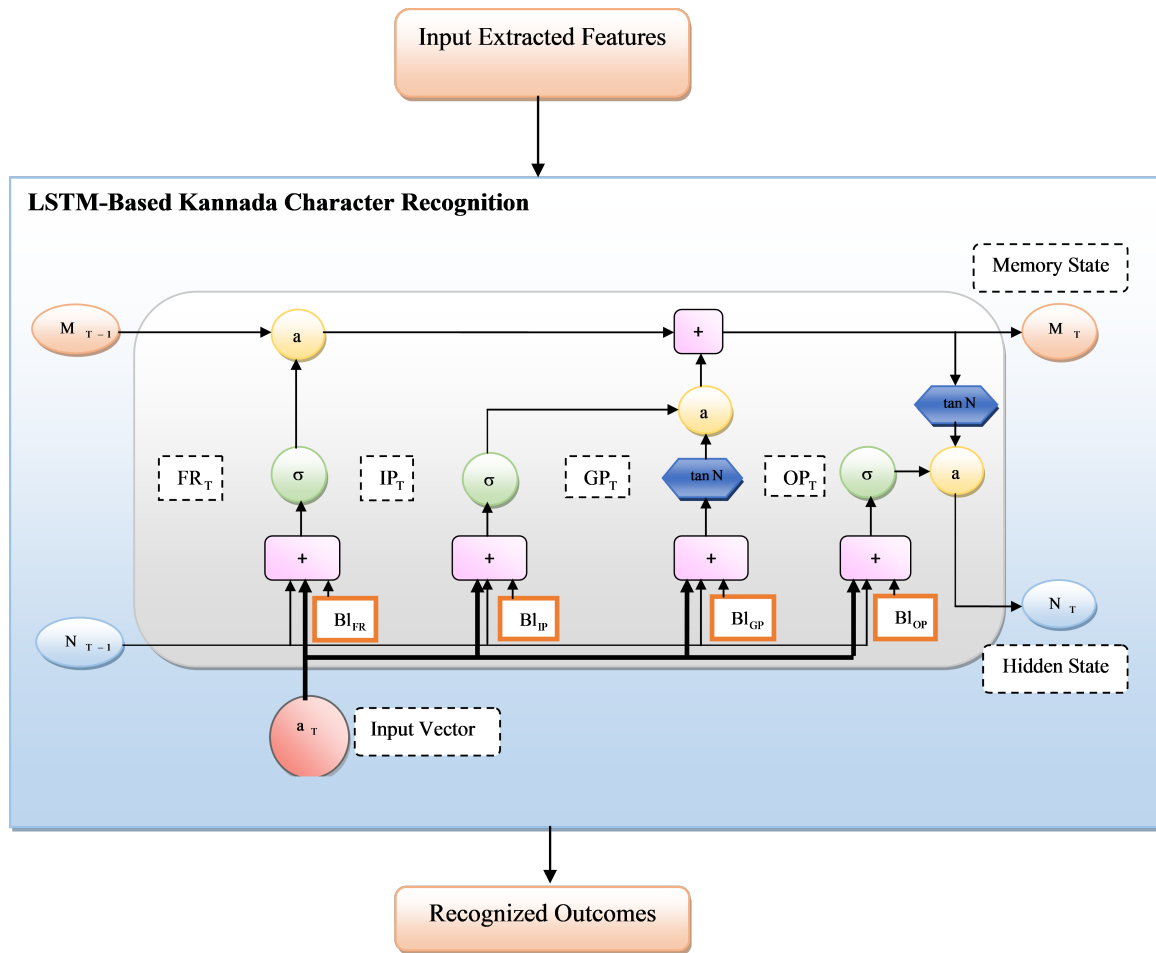 Input Extracted Features
LSTM-Based Kannada Character Recognition
Memory State
M T-1
a
+
M T
tan N
a
FR T
σ
IP T
σ
GP T
tan N
OP T
σ
a
+
+
+
+
Bl FR
Bl IP
Bl GP
Bl OP
N T-1
N T
Hidden State
a T
Input Vector
Recognized Outcomes